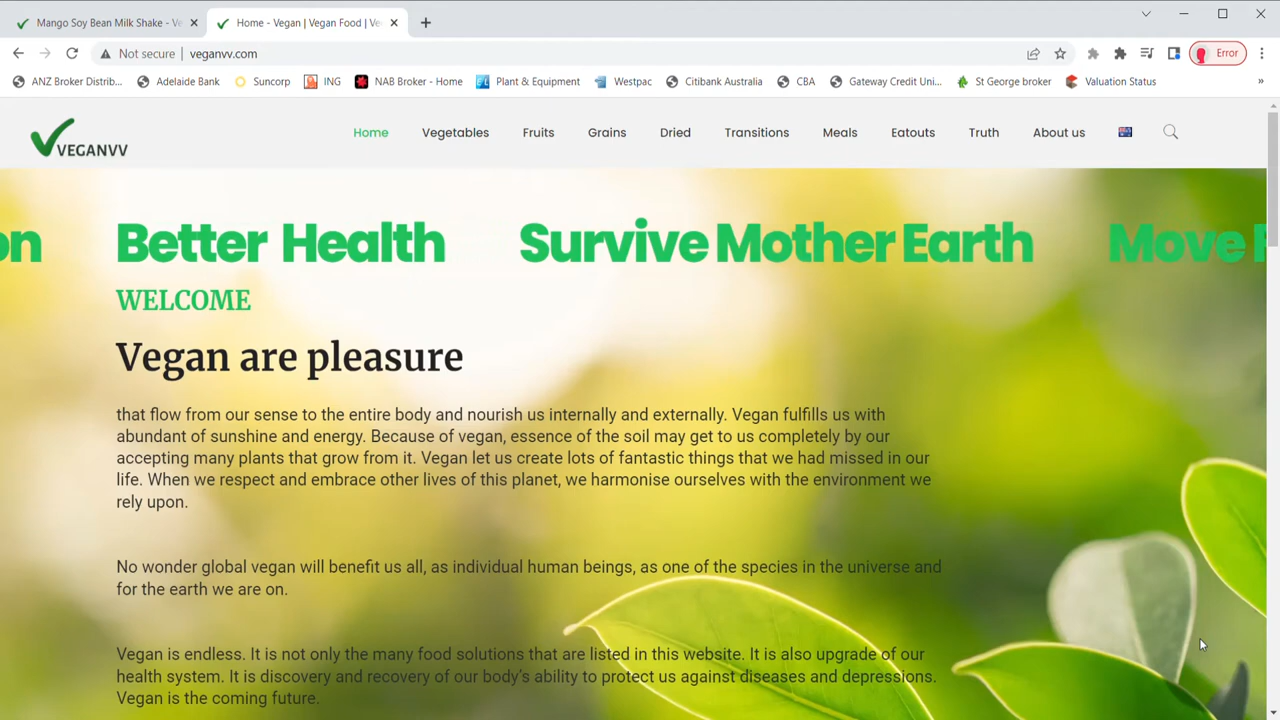 Mango Soy Bean Milk Shake - Ve
Home - Vegan | Vegan Food | Ve
Not secure | veganvv.com
Error
ANZ Broker Distrib... Adelaide Bank Suncorp ING NAB Broker - Home Plant & Equipment Westpac Citibank Australia CBA Gateway Credit Uni... St George broker Valuation Status »
VEGANVV
Home Vegetables Fruits Grains Dried Transitions Meals Eatouts Truth About us
on Better Health Survive Mother Earth Move
WELCOME
Vegan are pleasure
that flow from our sense to the entire body and nourish us internally and externally. Vegan fulfills us with
abundant of sunshine and energy. Because of vegan, essence of the soil may get to us completely by our
accepting many plants that grow from it. Vegan let us create lots of fantastic things that we had missed in our
life. When we respect and embrace other lives of this planet, we harmonise ourselves with the environment we
rely upon.
No wonder global vegan will benefit us all, as individual human beings, as one of the species in the universe and
for the earth we are on.
Vegan is endless. It is not only the many food solutions that are listed in this website. It is also upgrade of our
health system. It is discovery and recovery of our body's ability to protect us against diseases and depressions.
Vegan is the coming future.